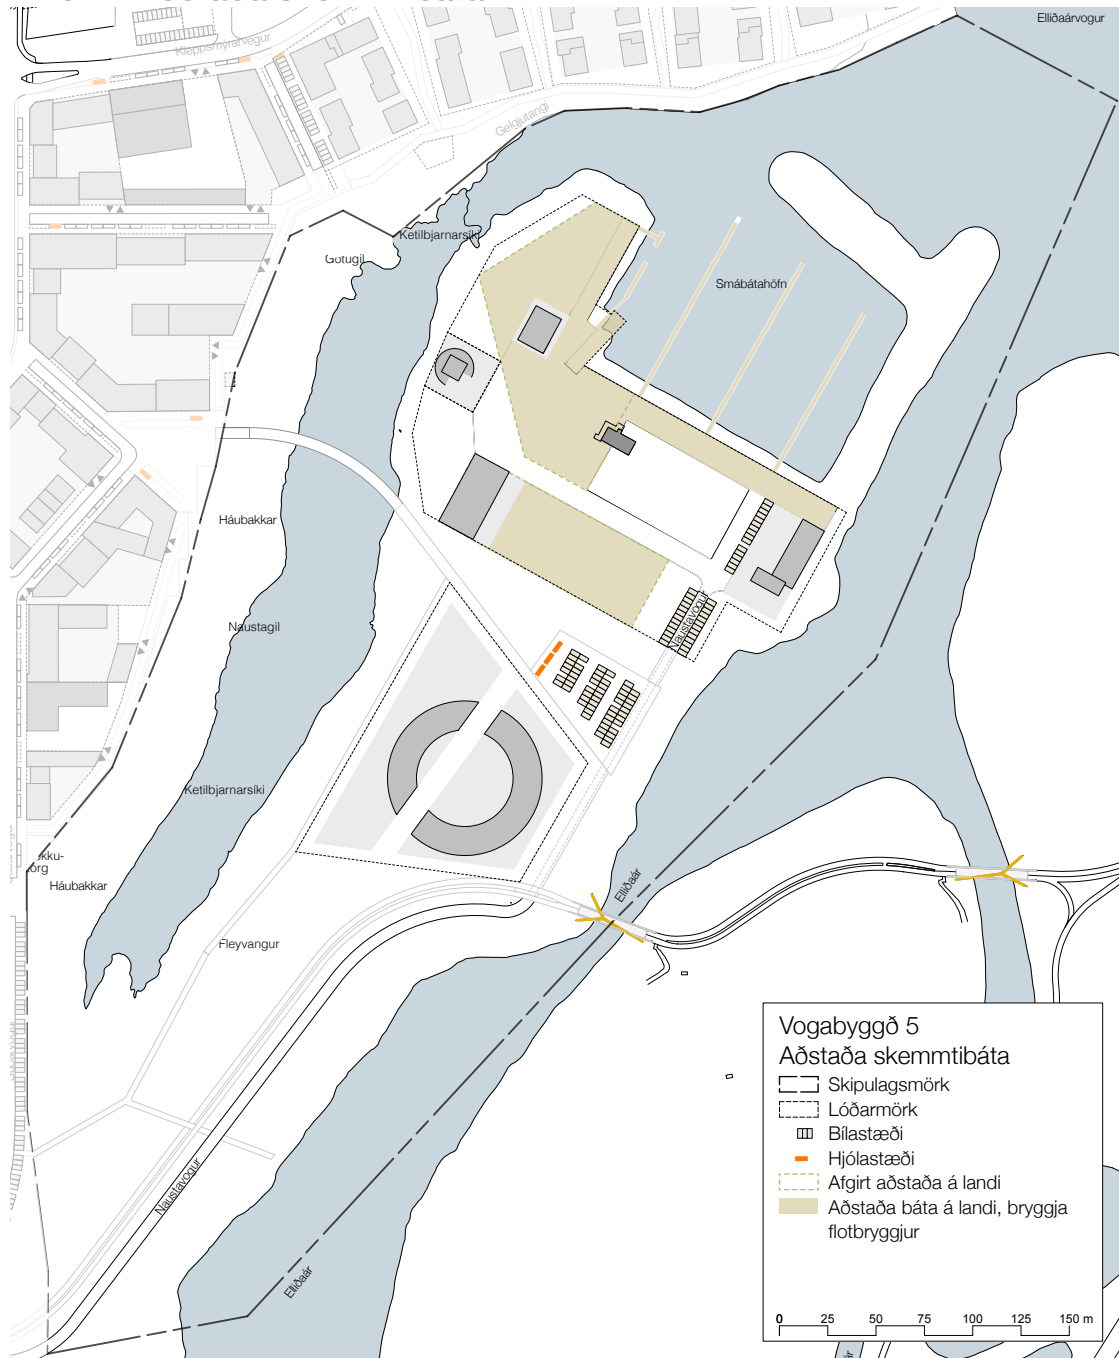 Elliðaárvogur
Kleppsmýrarvegur
Gelgjutangi
Ketilbjarnarsíki
Götugil
Smábátahöfn
Háubakkar
Naustavogur
Naustagil
Ketilbjarnarsíki
Háubakkar
Elliðaár
Fleyvangur
Naustavogur
Elliðaár
Vogabyggð 5
Aðstaða skemmtibáta
Skipulagsmörk
Lóðarmörk
Bílastæði
Hjólastæði
Afgirt aðstaða á landi
Aðstaða báta á landi, bryggja
flotbryggjur
0 25 50 75 100 125 150 m